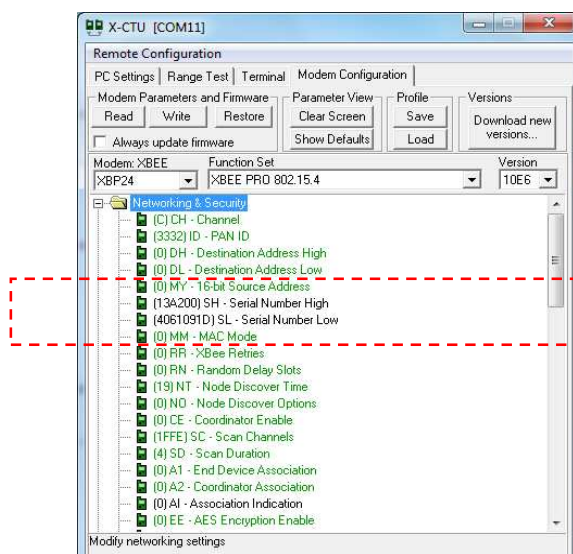 X-CTU [COM11]
Remote Configuration
PC Settings Range Test Terminal Modem Configuration
Modem Parameters and Firmware Parameter View Profile Versions
Read Write Restore Clear Screen Save Download new versions...
Always update firmware Show Defaults Load
Modem: XBEE Function Set Version
XBP24 XBEE PRO 802.15.4 10E6
Networking & Security
(C) CH - Channel
(3332) ID - PAN ID
(0) DH - Destination Address High
(0) DL - Destination Address Low
(0) MY - 16-bit Source Address
(13A200) SH - Serial Number High
(4061091D) SL - Serial Number Low
(0) MM - MAC Mode
(0) RR - XBee Retries
(0) RN - Random Delay Slots
(19) NT - Node Discover Time
(0) NO - Node Discover Options
(0) CE - Coordinator Enable
(1FFE) SC - Scan Channels
(4) SD - Scan Duration
(0) A1 - End Device Association
(0) A2 - Coordinator Association
(0) AI - Association Indication
(0) EE - AES Encryption Enable
Modify networking settings